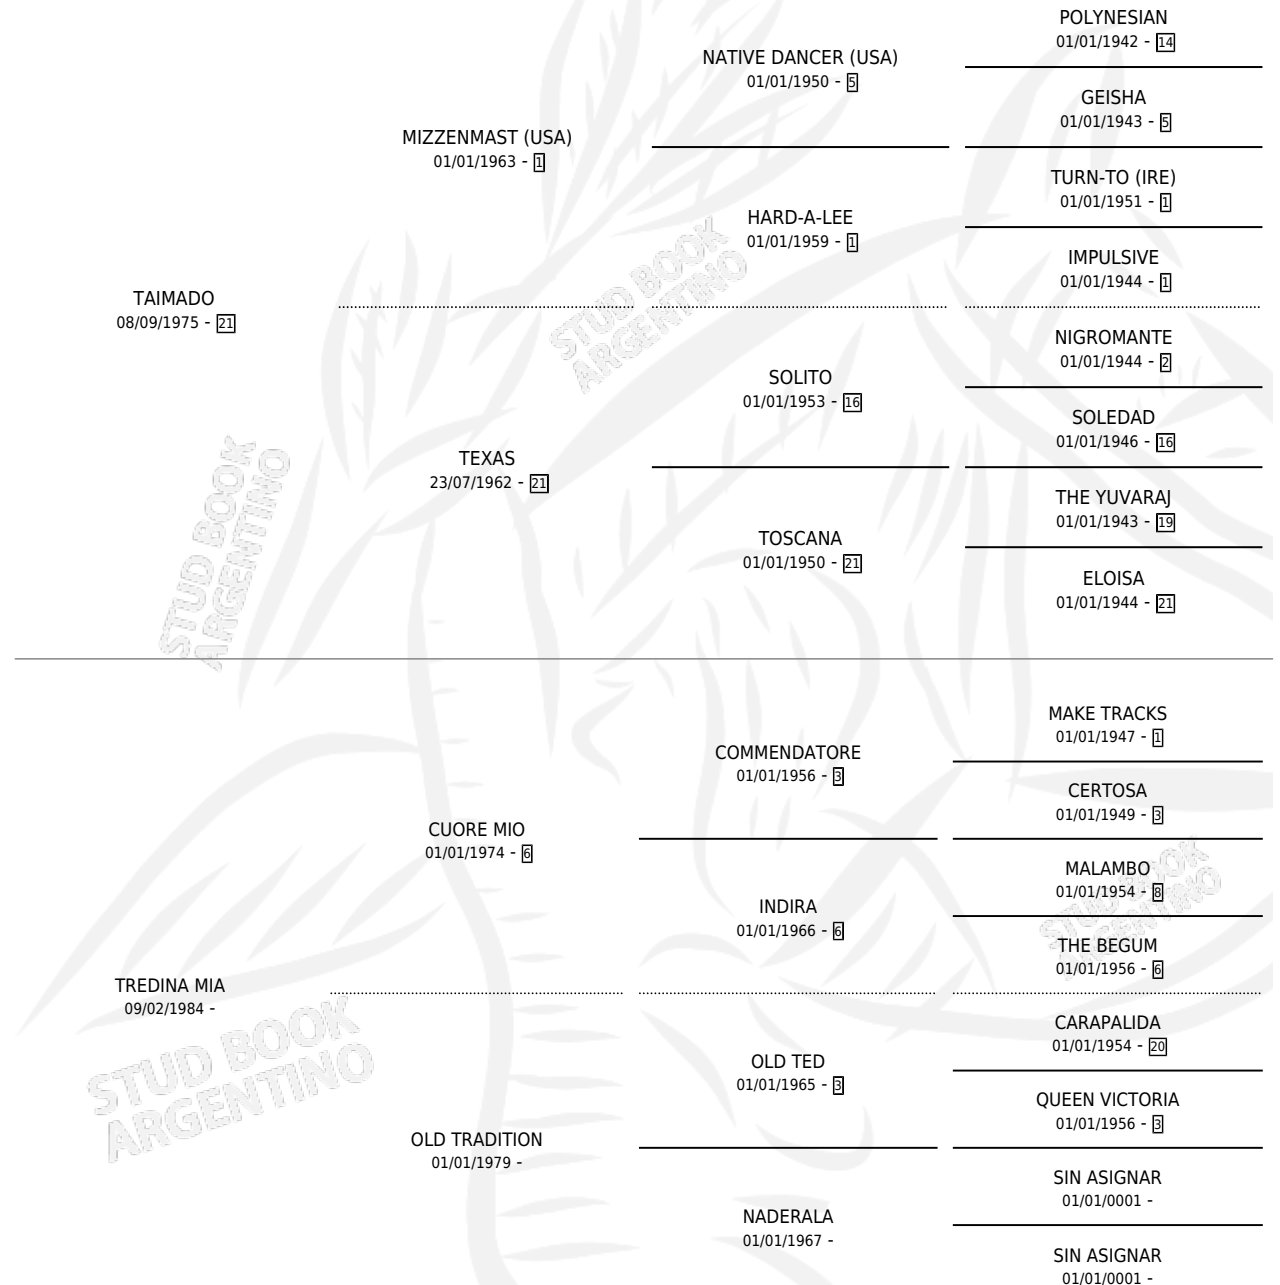 POLYNESIAN
01/01/1942 - 14
NATIVE DANCER (USA)
01/01/1950 - 5
GEISHA
01/01/1943 - 5
MIZZENMAST (USA)
01/01/1963 - 1
TURN-TO (IRE)
01/01/1951 - 1
HARD-A-LEE
01/01/1959 - 1
IMPULSIVE
01/01/1944 - 1
TAIMADO
08/09/1975 - 21
NIGROMANTE
01/01/1944 - 2
SOLITO
01/01/1953 - 16
SOLEDAD
01/01/1946 - 16
TEXAS
23/07/1962 - 21
THE YUVARAJ
01/01/1943 - 19
TOSCANA
01/01/1950 - 21
ELOISA
01/01/1944 - 21
MAKE TRACKS
01/01/1947 - 1
COMMENDATORE
01/01/1956 - 3
CERTOSA
01/01/1949 - 3
CUORE MIO
01/01/1974 - 6
MALAMBO
01/01/1954 - 8
INDIRA
01/01/1966 - 6
THE BEGUM
01/01/1956 - 6
TREDINA MIA
09/02/1984 -
CARAPALIDA
01/01/1954 - 20
OLD TED
01/01/1965 - 3
QUEEN VICTORIA
01/01/1956 - 3
OLD TRADITION
01/01/1979 -
SIN ASIGNAR
01/01/0001 -
NADERALA
01/01/1967 -
SIN ASIGNAR
01/01/0001 -
STUD BOOK
ARGENTINO
STUD BOOK
ARGENTINO
STUD BOOK
ARGENTINO
STUD BOOK
ARGENTINO